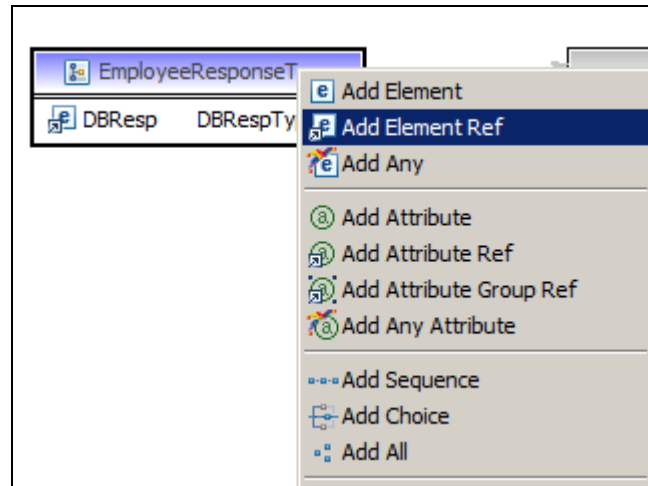 EmployeeResponseT
DBResp DBRespTy
Add Element
Add Element Ref
Add Any
Add Attribute
Add Attribute Ref
Add Attribute Group Ref
Add Any Attribute
Add Sequence
Add Choice
Add All